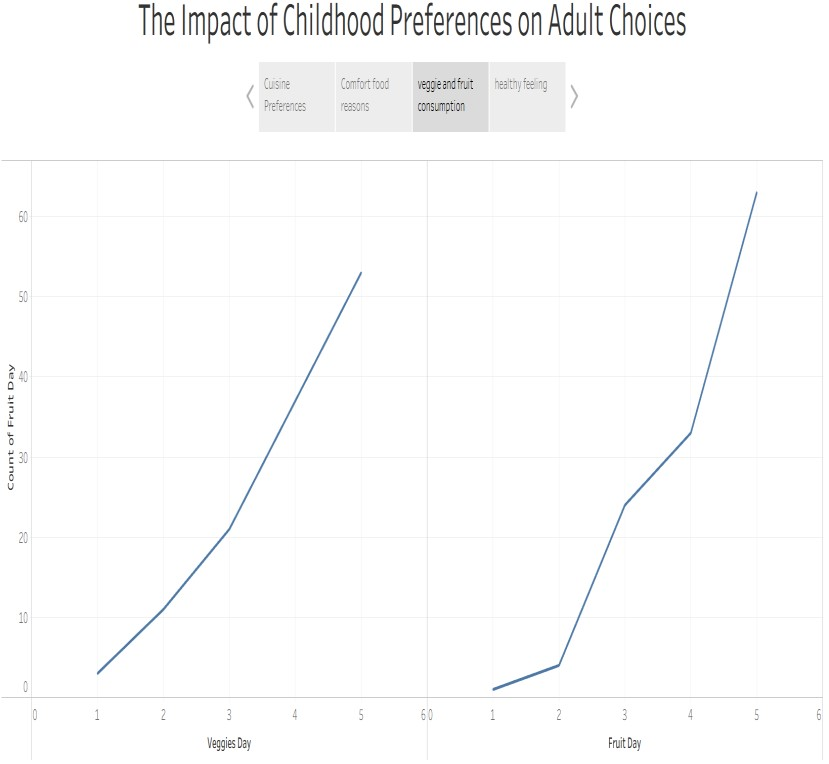 The Impact of Childhood Preferences on Adult Choices
Cuisine
Preferences
Comfort food
reasons
veggie and fruit
consumption
healthy feeling
Count of Fruit Day
60
50
40
30
20
10
0
0 1 2 3 4 5 6 0 1 2 3 4 5 6
Veggies Day
Fruit Day